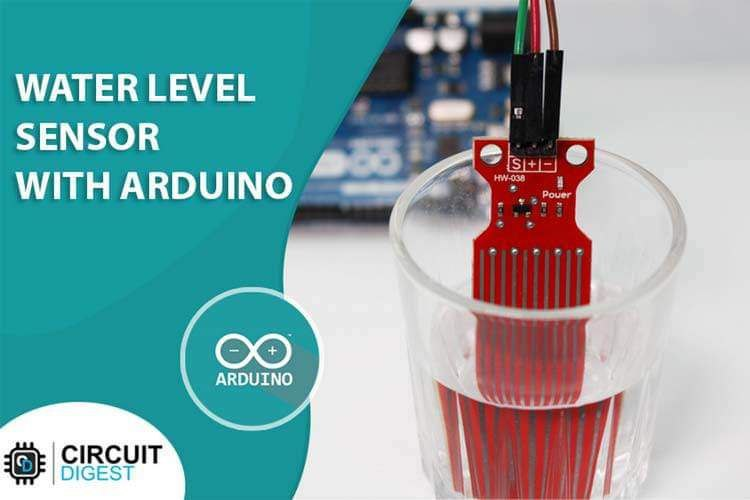 WATER LEVEL
SENSOR
WITH ARDUINO
S + -
HW-038
Power
- +
ARDUINO
CIRCUIT
DIGEST